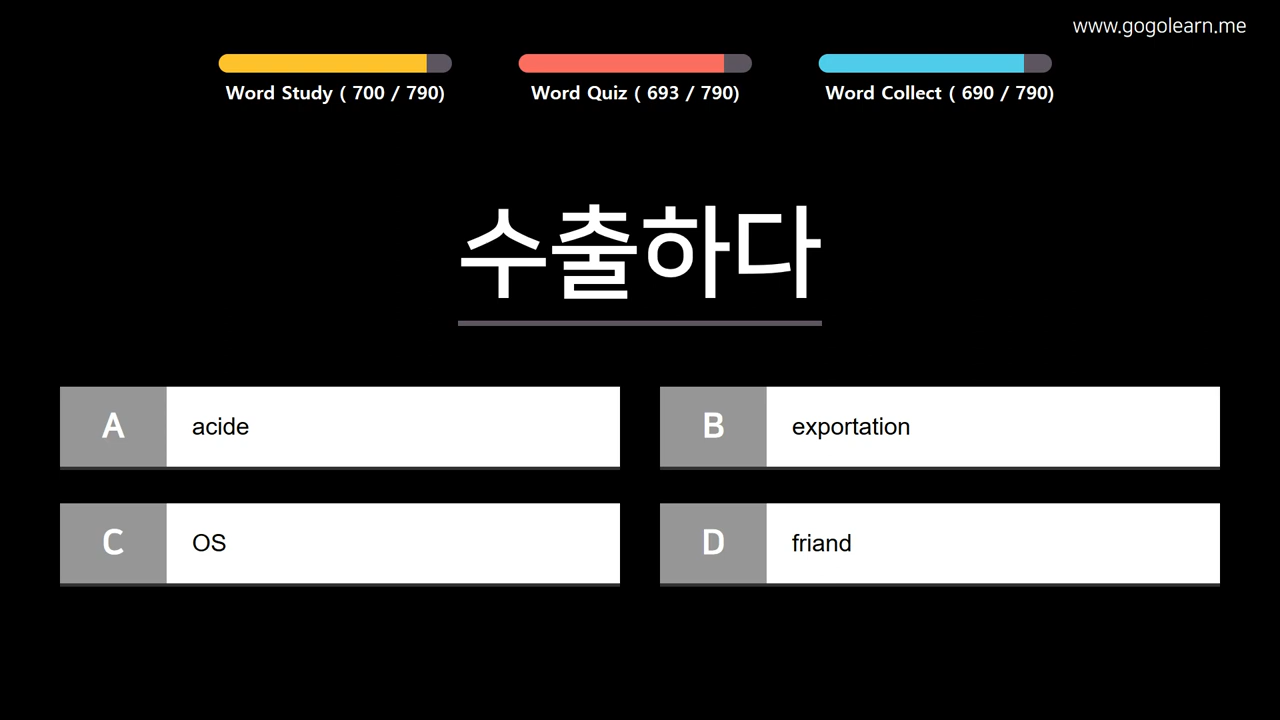 www.gogolearn.me
Word Study ( 700 / 790)
Word Quiz ( 693 / 790)
Word Collect ( 690 / 790)
수출하다
A acide
B exportation
C OS
D friand